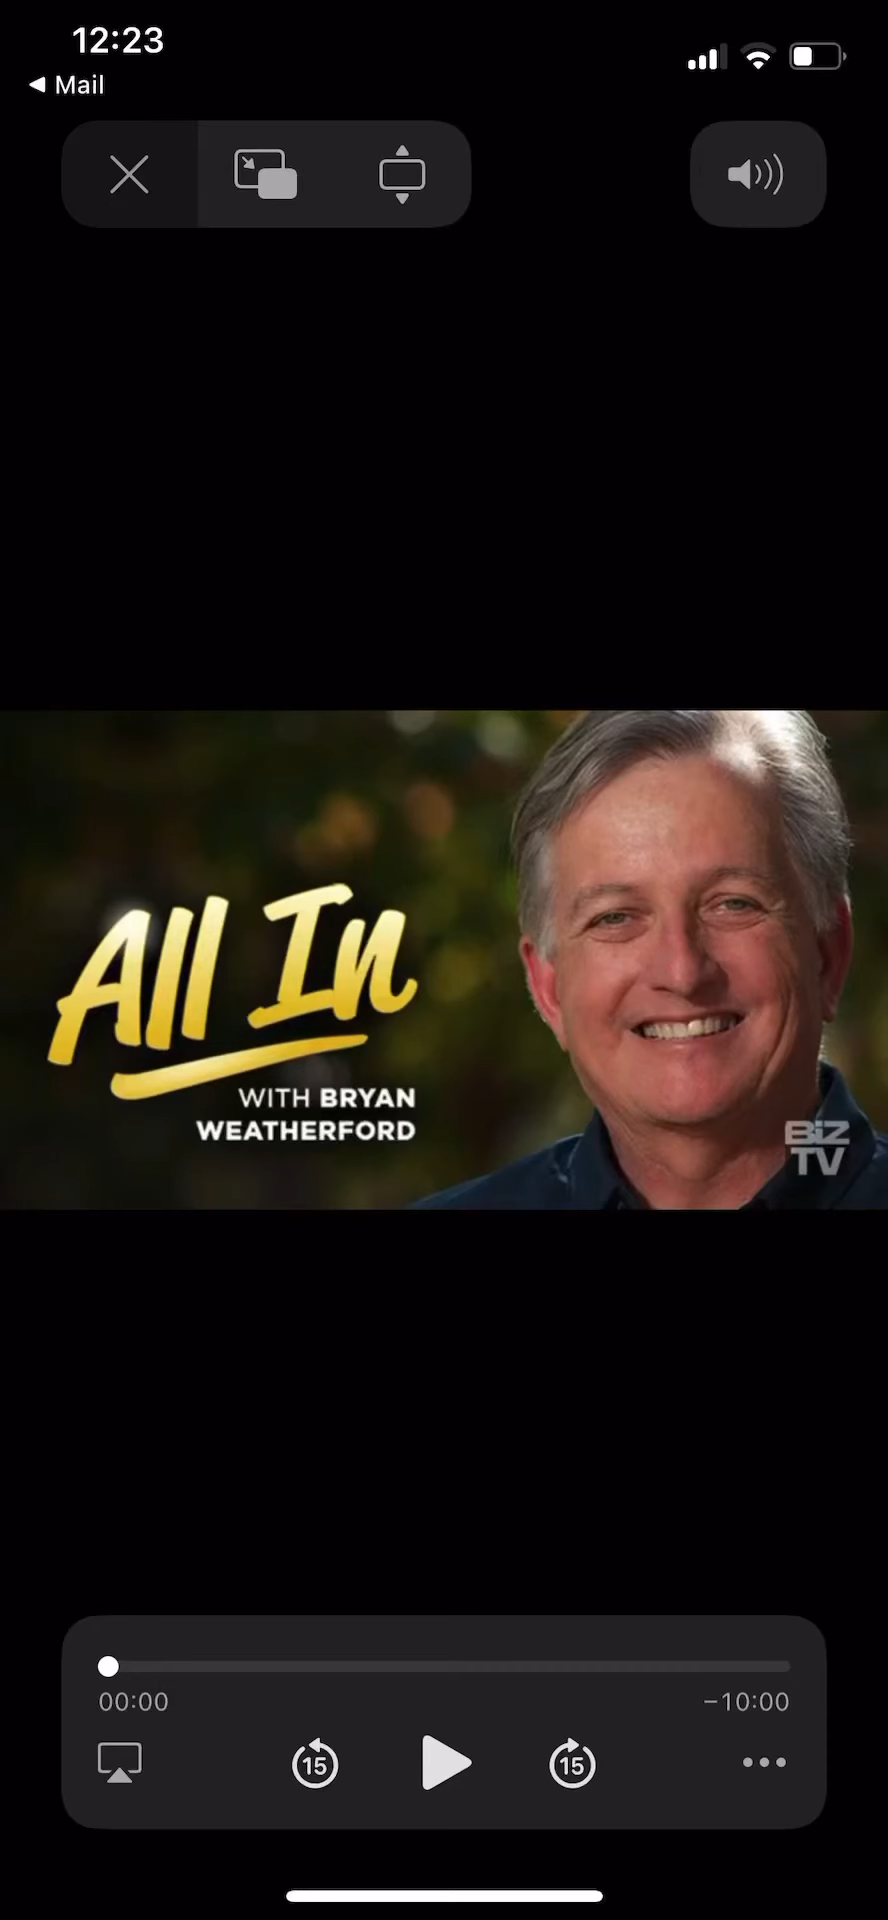 12:23
Mail
All In
WITH BRYAN
WEATHERFORD
BiZ
TV
00:00
−10:00
15
15